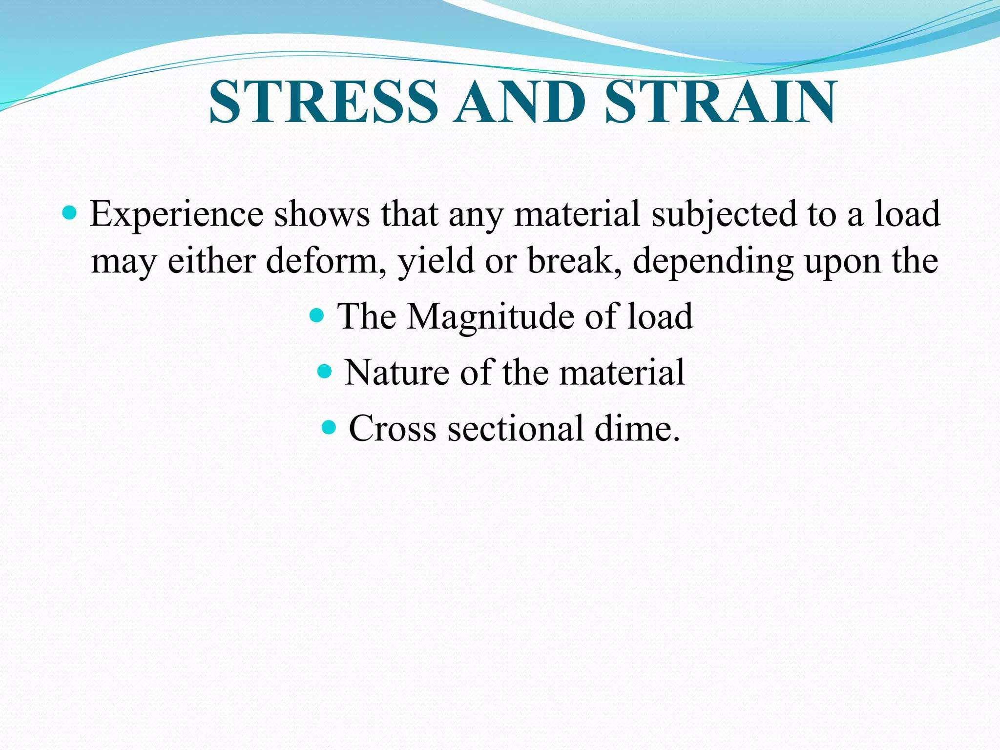 STRESS AND STRAIN
• Experience shows that any material subjected to a load
may either deform, yield or break, depending upon the
• The Magnitude of load
• Nature of the material
• Cross sectional dime.